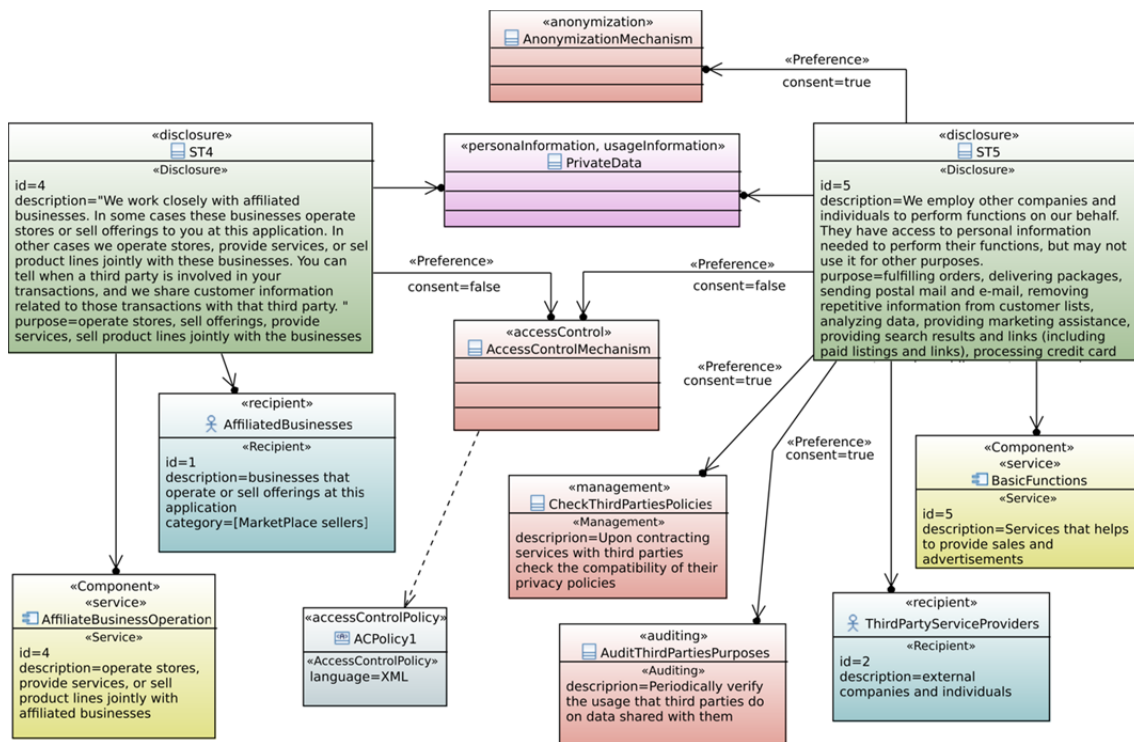 «anonymization»
AnonymizationMechanism
«Preference»
consent=true
«disclosure»
ST4
«Disclosure»
id=4
description="We work closely with affiliated
businesses. In some cases these businesses operate
stores or sell offerings to you at this application. In
other cases we operate stores, provide services, or sel
product lines jointly with these businesses. You can
tell when a third party is involved in your
transactions, and we share customer information
related to those transactions with that third party. "
purpose=operate stores, sell offerings, provide
services, sell product lines jointly with the businesses
«personalInformation, usageInformation»
PrivateData
«disclosure»
ST5
«Disclosure»
id=5
description=We employ other companies and
individuals to perform functions on our behalf.
They have access to personal information
needed to perform their functions, but may not
use it for other purposes.
purpose=fulfilling orders, delivering packages,
sending postal mail and e-mail, removing
repetitive information from customer lists,
analyzing data, providing marketing assistance,
providing search results and links (including
paid listings and links), processing credit card
«Preference»
consent=false
«Preference»
consent=false
«accessControl»
AccessControlMechanism
«Preference»
consent=true
«Preference»
consent=true
«recipient»
AffiliatedBusinesses
«Recipient»
id=1
description=businesses that
operate or sell offerings at this
application
category=[MarketPlace sellers]
«management»
CheckThirdPartiesPolicies
«Management»
descriprion=Upon contracting
services with third parties
check the compatibility of their
privacy policies
«Component»
«service»
BasicFunctions
«Service»
id=5
description=Services that helps
to provide sales and
advertisements
«Component»
«service»
AffiliateBusinessOperation
«Service»
id=4
description=operate stores,
provide services, or sell
product lines jointly with
affiliated businesses
«accessControlPolicy»
ACPolicy1
«AccessControlPolicy»
language=XML
«auditing»
AuditThirdPartiesPurposes
«Auditing»
descriprion=Periodically verify
the usage that third parties do
on data shared with them
«recipient»
ThirdPartyServiceProviders
«Recipient»
id=2
description=external
companies and individuals